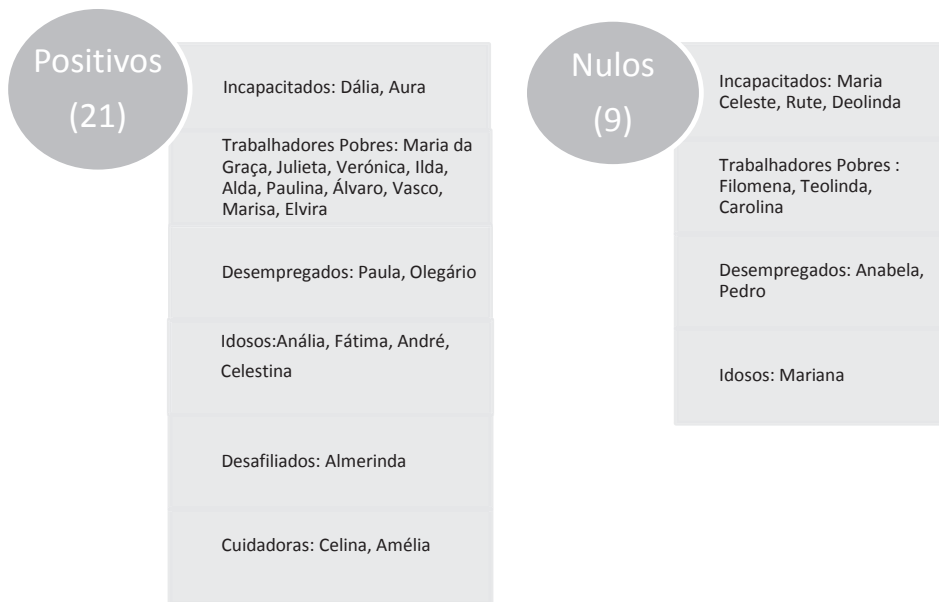 Positivos
(21)
Incapacitados: Dália, Aura
Trabalhadores Pobres: Maria da
Graça, Julieta, Verónica, Ilda,
Alda, Paulina, Álvaro, Vasco,
Marisa, Elvira
Desempregados: Paula, Olegário
Idosos:Anália, Fátima, André,
Celestina
Desafiliados: Almerinda
Cuidadoras: Celina, Amélia
Nulos
(9)
Incapacitados: Maria
Celeste, Rute, Deolinda
Trabalhadores Pobres :
Filomena, Teolinda,
Carolina
Desempregados: Anabela,
Pedro
Idosos: Mariana